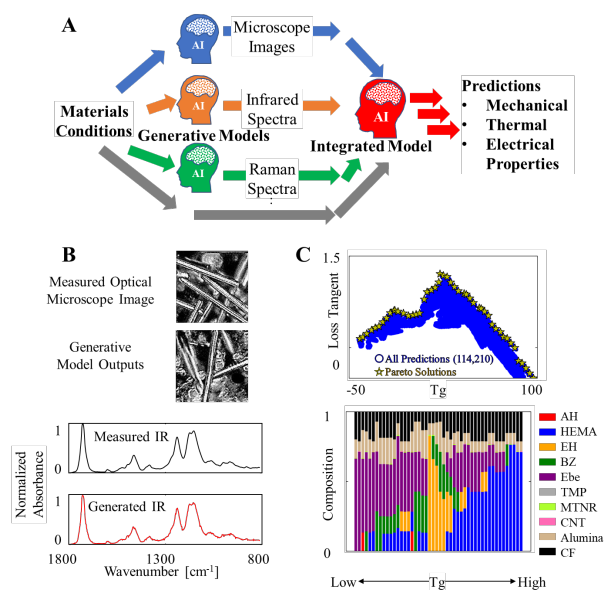 A
Microscope
Images
AI
Materials
Conditions
AI
Generative Models
Infrared
Spectra
AI
Integrated Model
Predictions
• Mechanical
• Thermal
• Electrical
Properties
AI
Raman
Spectra
⋮
B
Measured Optical
Microscope Image
Generative
Model Outputs
Normalized
Absorbance
1
Measured IR
0
1
Generated IR
0
1800
1300
800
Wavenumber [cm-1]
C
Loss Tangent
1.5
0
All Predictions (114,210)
Pareto Solutions
-50
Tg
100
Composition
1
0
Low
Tg
High
AH
HEMA
EH
BZ
Ebe
TMP
MTNR
CNT
Alumina
CF